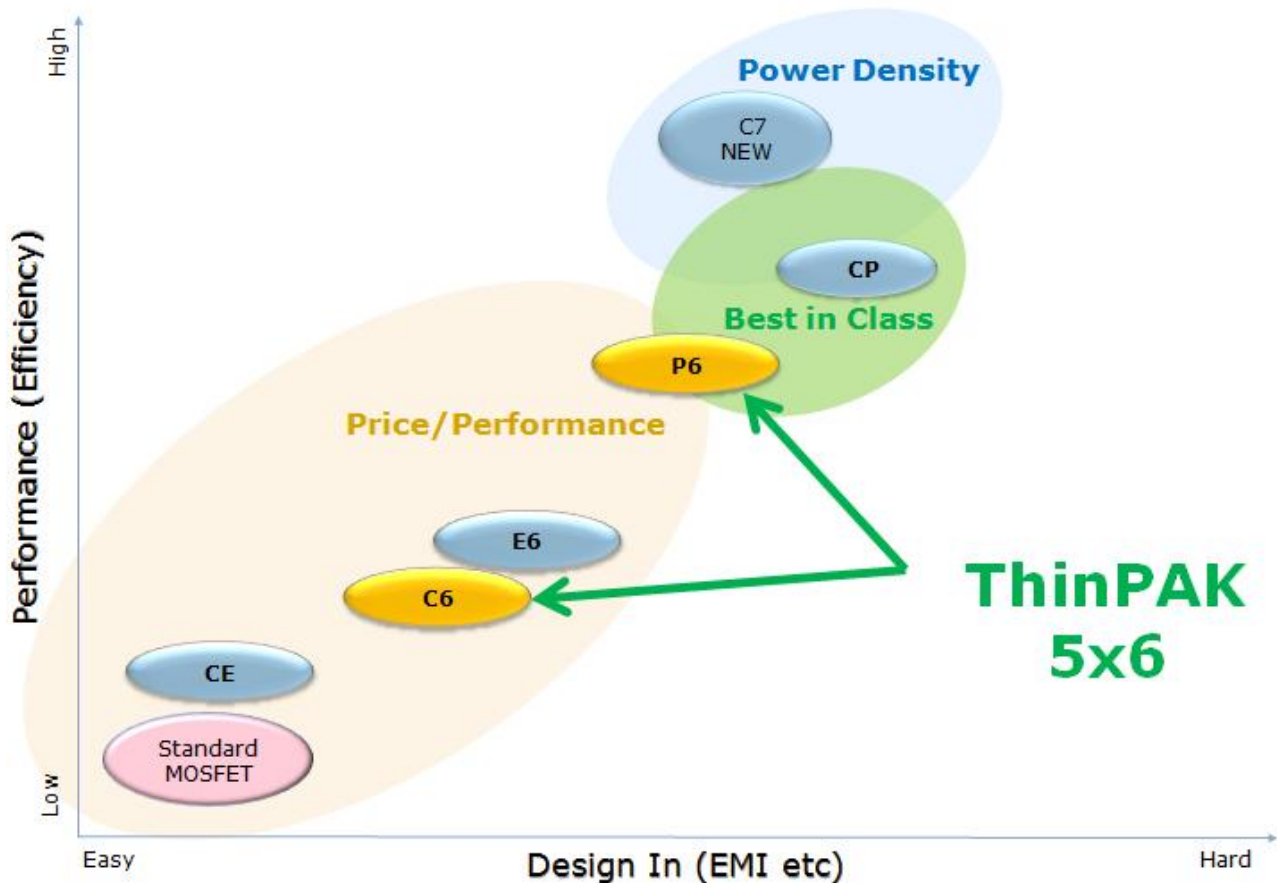 High
Power Density
C7
NEW
CP
Best in Class
P6
Price/Performance
Performance (Efficiency)
E6
C6
ThinPAK
5x6
CE
Standard
MOSFET
Low
Easy
Design In (EMI etc)
Hard